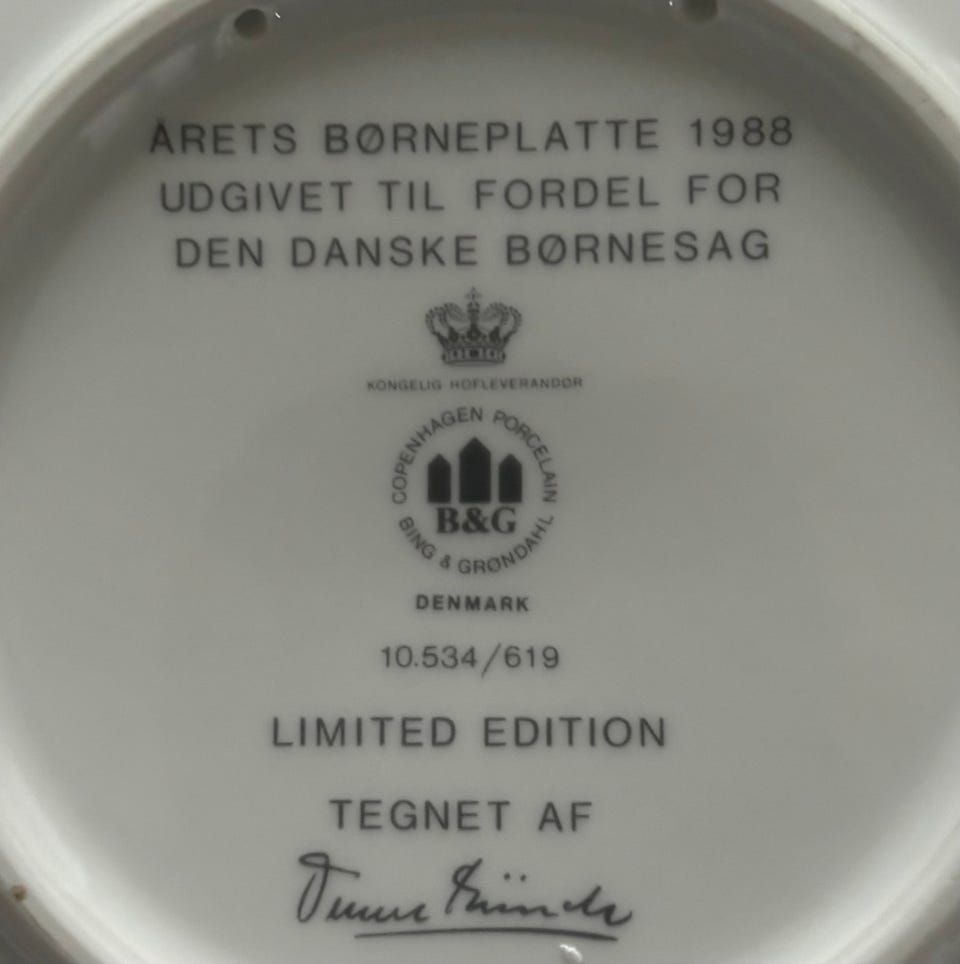 ÅRETS BØRNEPLATTE 1988
UDGIVET TIL FORDEL FOR
DEN DANSKE BØRNESAG
KONGELIG HOFLEVERANDØR
COPENHAGEN PORCELAIN
B&G
BING & GRØNDAHL
DENMARK
10.534/619
LIMITED EDITION
TEGNET AF